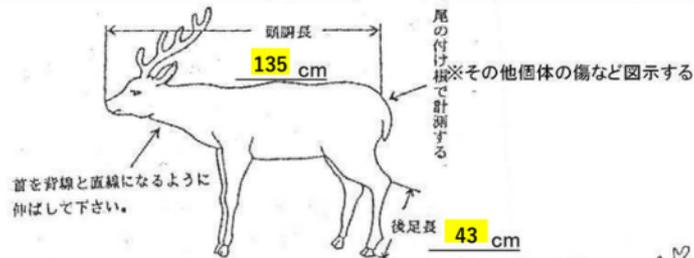 頭胴長
135 cm
尾の付け根で計測する
※その他個体の傷など図示する
首を背線と直線になるように
伸ばして下さい。
後足長 43 cm